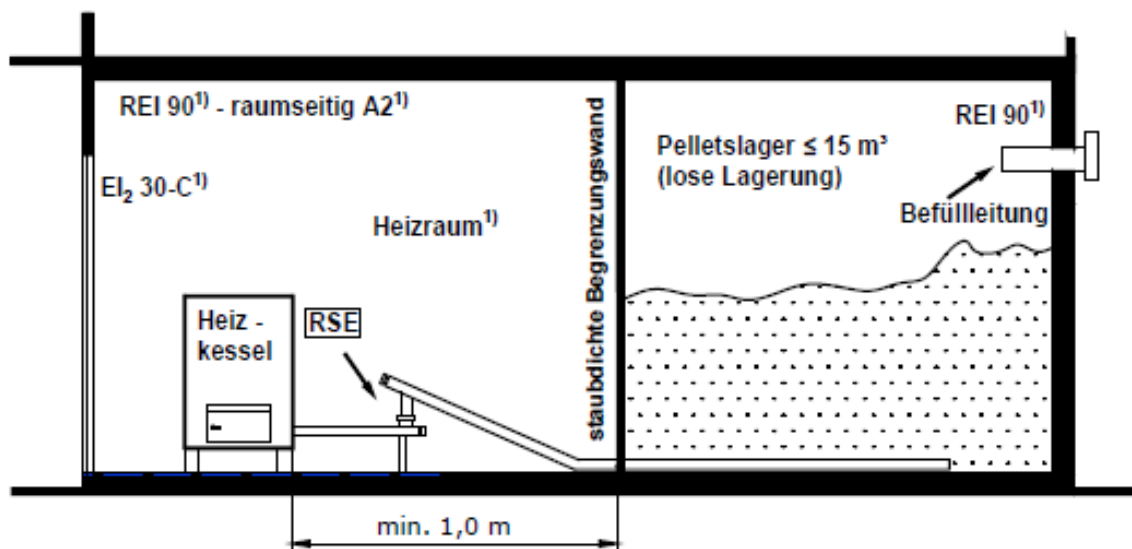 REI 90¹⁾ - raumseitig A2¹⁾
EI₂ 30-C¹⁾
Heizraum¹⁾
Heiz -
kessel
RSE
staubdichte Begrenzungswand
Pelletslager ≤ 15 m³
(lose Lagerung)
REI 90¹⁾
Befüllleitung
min. 1,0 m